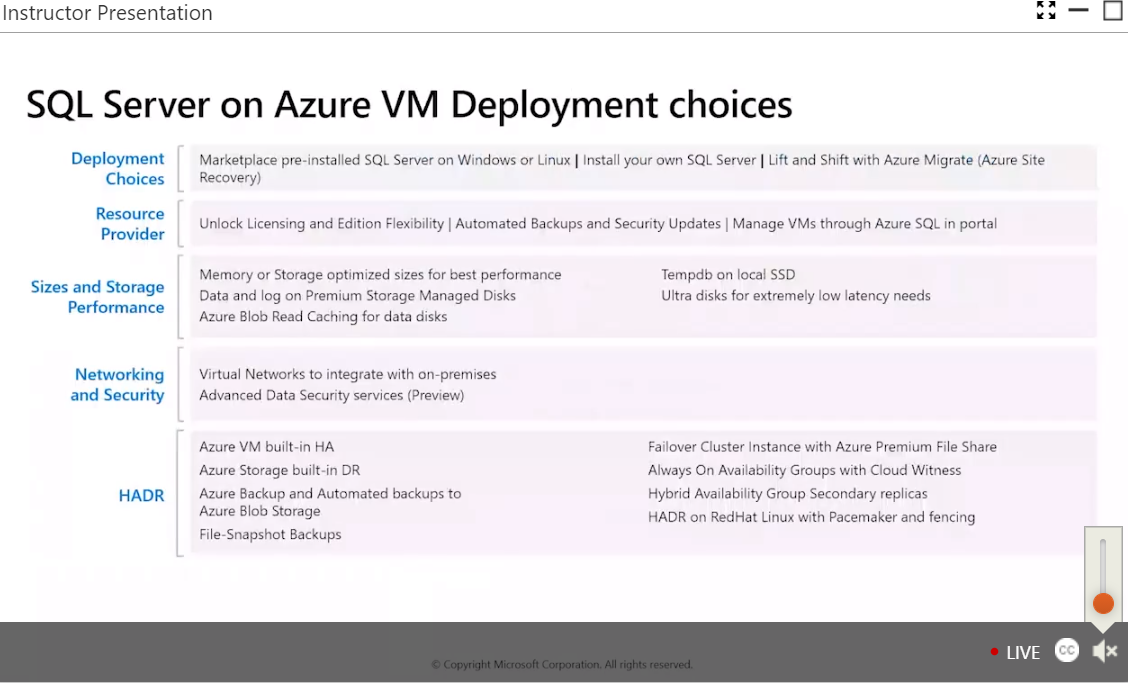 Instructor Presentation
SQL Server on Azure VM Deployment choices
Deployment
Choices
Marketplace pre-installed SQL Server on Windows or Linux | Install your own SQL Server | Lift and Shift with Azure Migrate (Azure Site
Recovery)
Resource
Provider
Unlock Licensing and Edition Flexibility | Automated Backups and Security Updates | Manage VMs through Azure SQL in portal
Sizes and Storage
Performance
Memory or Storage optimized sizes for best performance
Data and log on Premium Storage Managed Disks
Azure Blob Read Caching for data disks
Tempdb on local SSD
Ultra disks for extremely low latency needs
Networking
and Security
Virtual Networks to integrate with on-premises
Advanced Data Security services (Preview)
HADR
Azure VM built-in HA
Azure Storage built-in DR
Azure Backup and Automated backups to
Azure Blob Storage
File-Snapshot Backups
Failover Cluster Instance with Azure Premium File Share
Always On Availability Groups with Cloud Witness
Hybrid Availability Group Secondary replicas
HADR on RedHat Linux with Pacemaker and fencing
LIVE
CC
© Copyright Microsoft Corporation. All rights reserved.